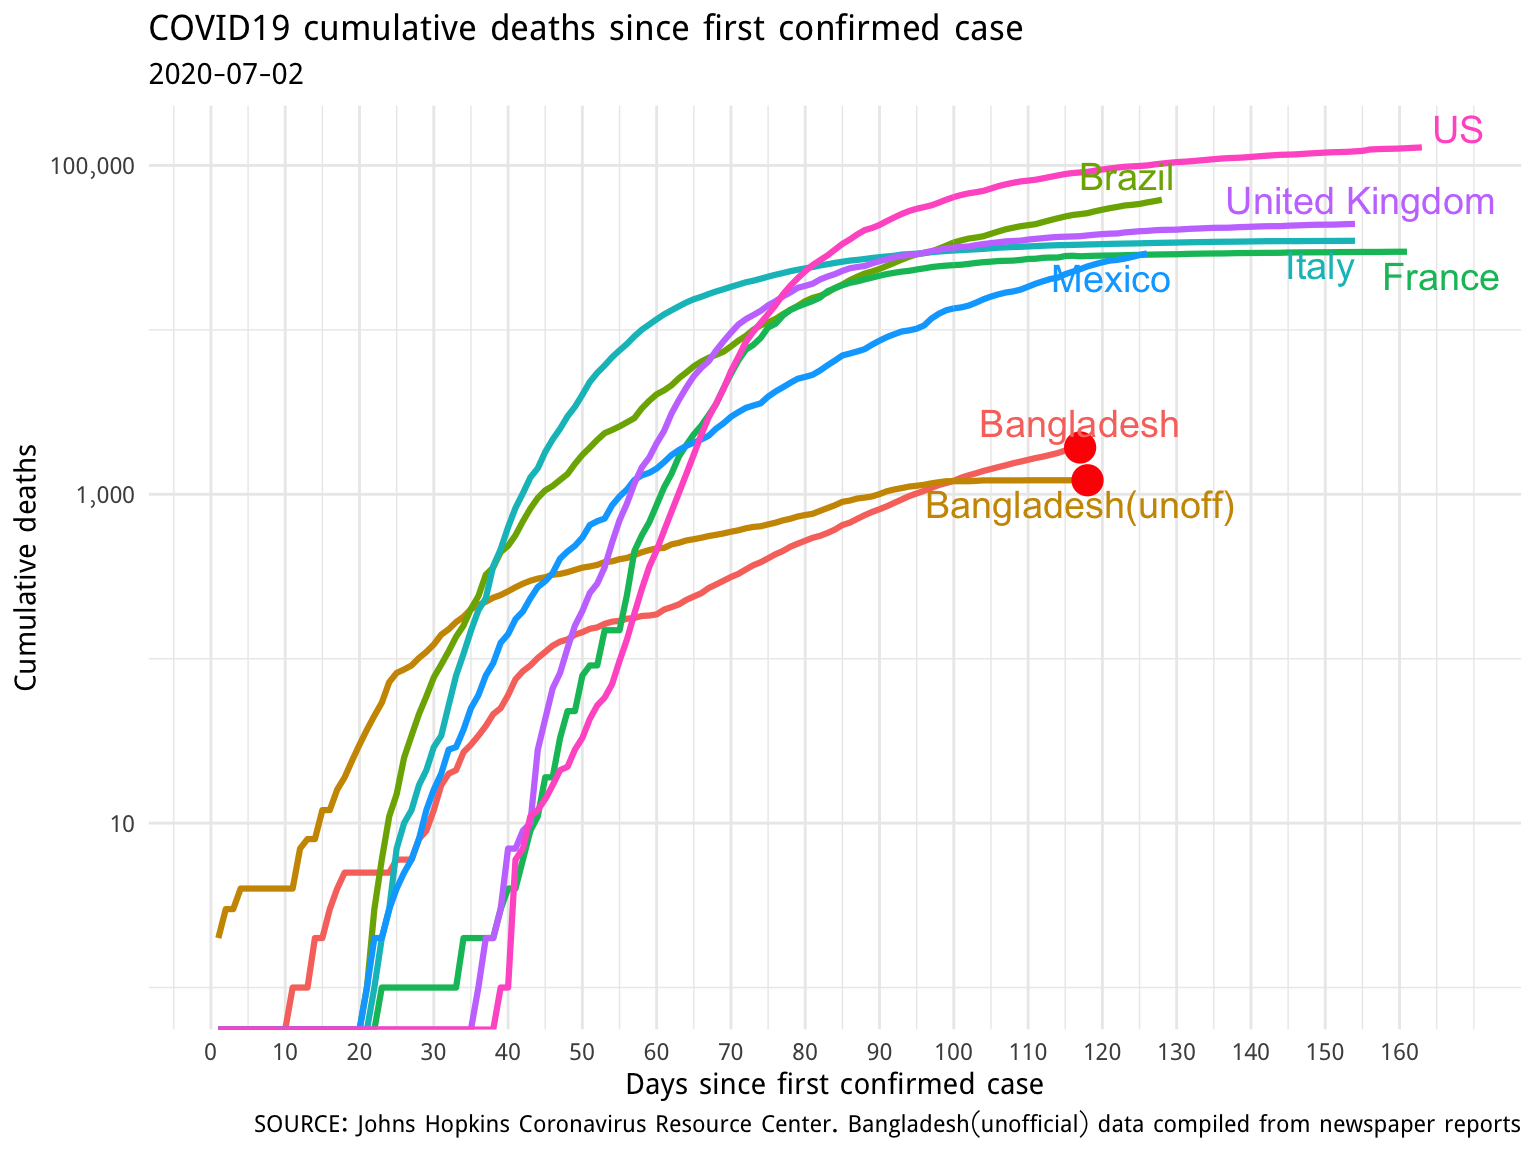 COVID19 cumulative deaths since first confirmed case
2020-07-02
US
100,000
Brazil
United Kingdom
Italy
France
Mexico
Bangladesh
1,000
Bangladesh(unoff)
Cumulative deaths
10
0 10 20 30 40 50 60 70 80 90 100 110 120 130 140 150 160
Days since first confirmed case
SOURCE: Johns Hopkins Coronavirus Resource Center. Bangladesh(unofficial) data compiled from newspaper reports